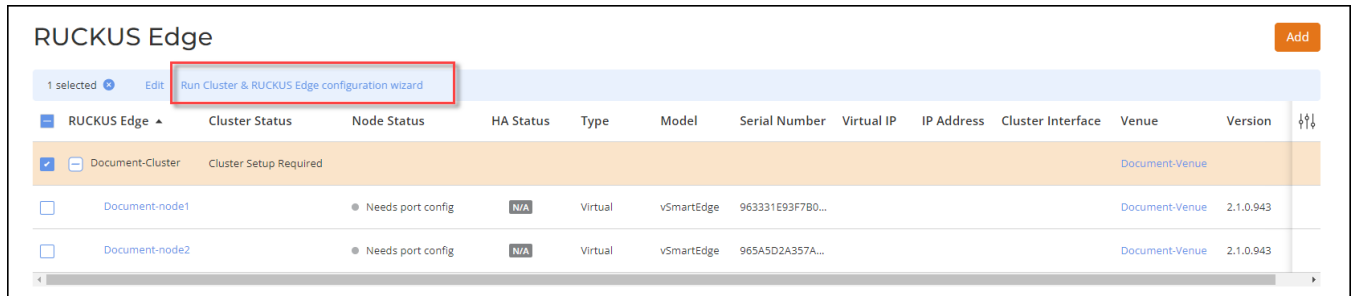 RUCKUS Edge
Add
1 selected Edit Run Cluster & RUCKUS Edge configuration wizard
RUCKUS Edge Cluster Status Node Status HA Status Type Model Serial Number Virtual IP IP Address Cluster Interface Venue Version
Document-Cluster Cluster Setup Required Document-Venue
Document-node1 Needs port config N/A Virtual vSmartEdge 963331E93F7B0... Document-Venue 2.1.0.943
Document-node2 Needs port config N/A Virtual vSmartEdge 965A5D2A357A... Document-Venue 2.1.0.943